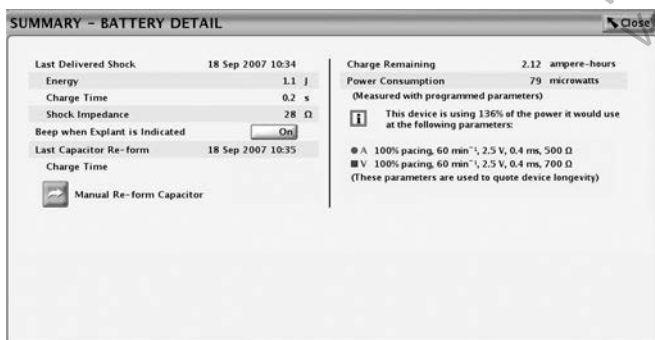 SUMMARY - BATTERY DETAIL
Close
Last Delivered Shock 18 Sep 2007 10:34
Energy 1.1 J
Charge Time 0.2 s
Shock Impedance 28 Ω
Beep when Explant is Indicated On
Last Capacitor Re-form 18 Sep 2007 10:35
Charge Time
Manual Re-form Capacitor
Charge Remaining 2.12 ampere-hours
Power Consumption 79 microwatts
(Measured with programmed parameters)
This device is using 136% of the power it would use
at the following parameters:
A 100% pacing, 60 min⁻¹, 2.5 V, 0.4 ms, 500 Ω
V 100% pacing, 60 min⁻¹, 2.5 V, 0.4 ms, 700 Ω
(These parameters are used to quote device longevity)